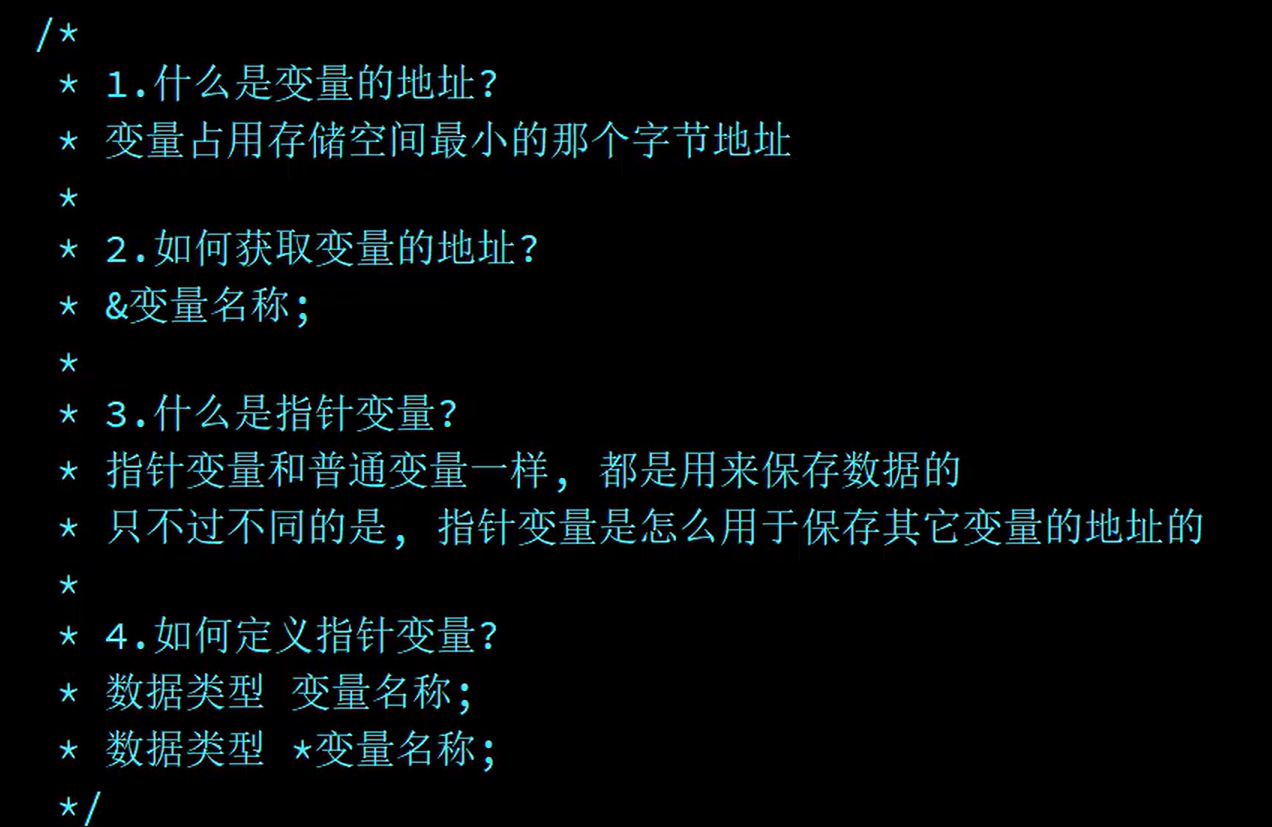 /*
* 1.什么是变量的地址?
* 变量占用存储空间最小的那个字节地址
*
* 2.如何获取变量的地址?
* &变量名称;
*
* 3.什么是指针变量?
* 指针变量和普通变量一样, 都是用来保存数据的
* 只不过不同的是, 指针变量是怎么用于保存其它变量的地址的
*
* 4.如何定义指针变量?
* 数据类型 变量名称;
* 数据类型 *变量名称;
*/